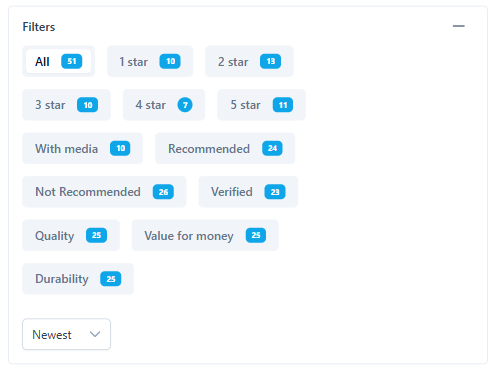 Filters
All 51 1 star 10 2 star 13
3 star 10 4 star 7 5 star 11
With media 10 Recommended 24
Not Recommended 26 Verified 23
Quality 25 Value for money 25
Durability 25
Newest